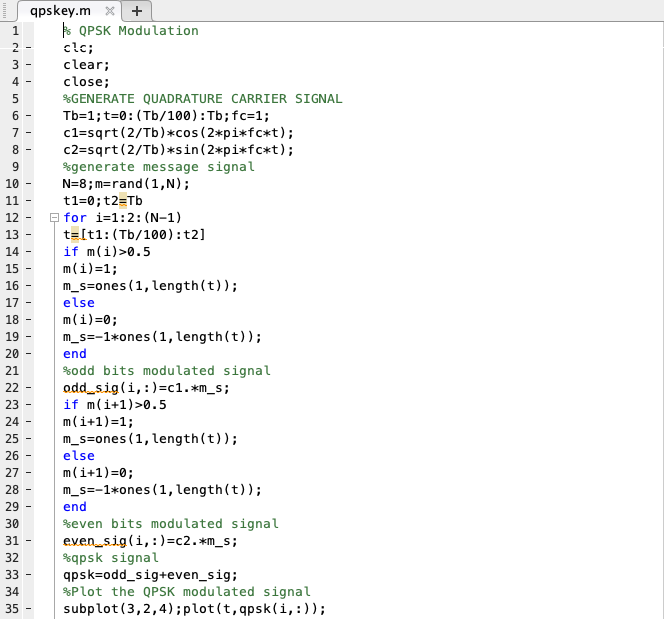 qpskey.m × +
1 % QPSK Modulation
2 - clc;
3 - clear;
4 - close;
5 %GENERATE QUADRATURE CARRIER SIGNAL
6 - Tb=1;t=0:(Tb/100):Tb;fc=1;
7 - c1=sqrt(2/Tb)*cos(2*pi*fc*t);
8 - c2=sqrt(2/Tb)*sin(2*pi*fc*t);
9 %generate message signal
10 - N=8;m=rand(1,N);
11 - t1=0;t2=Tb
12 - for i=1:2:(N-1)
13 - t=[t1:(Tb/100):t2]
14 - if m(i)>0.5
15 - m(i)=1;
16 - m_s=ones(1,length(t));
17 - else
18 - m(i)=0;
19 - m_s=-1*ones(1,length(t));
20 - end
21 %odd bits modulated signal
22 - odd_sig(i,:)=c1.*m_s;
23 - if m(i+1)>0.5
24 - m(i+1)=1;
25 - m_s=ones(1,length(t));
26 - else
27 - m(i+1)=0;
28 - m_s=-1*ones(1,length(t));
29 - end
30 %even bits modulated signal
31 - even_sig(i,:)=c2.*m_s;
32 %qpsk signal
33 - qpsk=odd_sig+even_sig;
34 %Plot the QPSK modulated signal
35 - subplot(3,2,4);plot(t,qpsk(i,:));